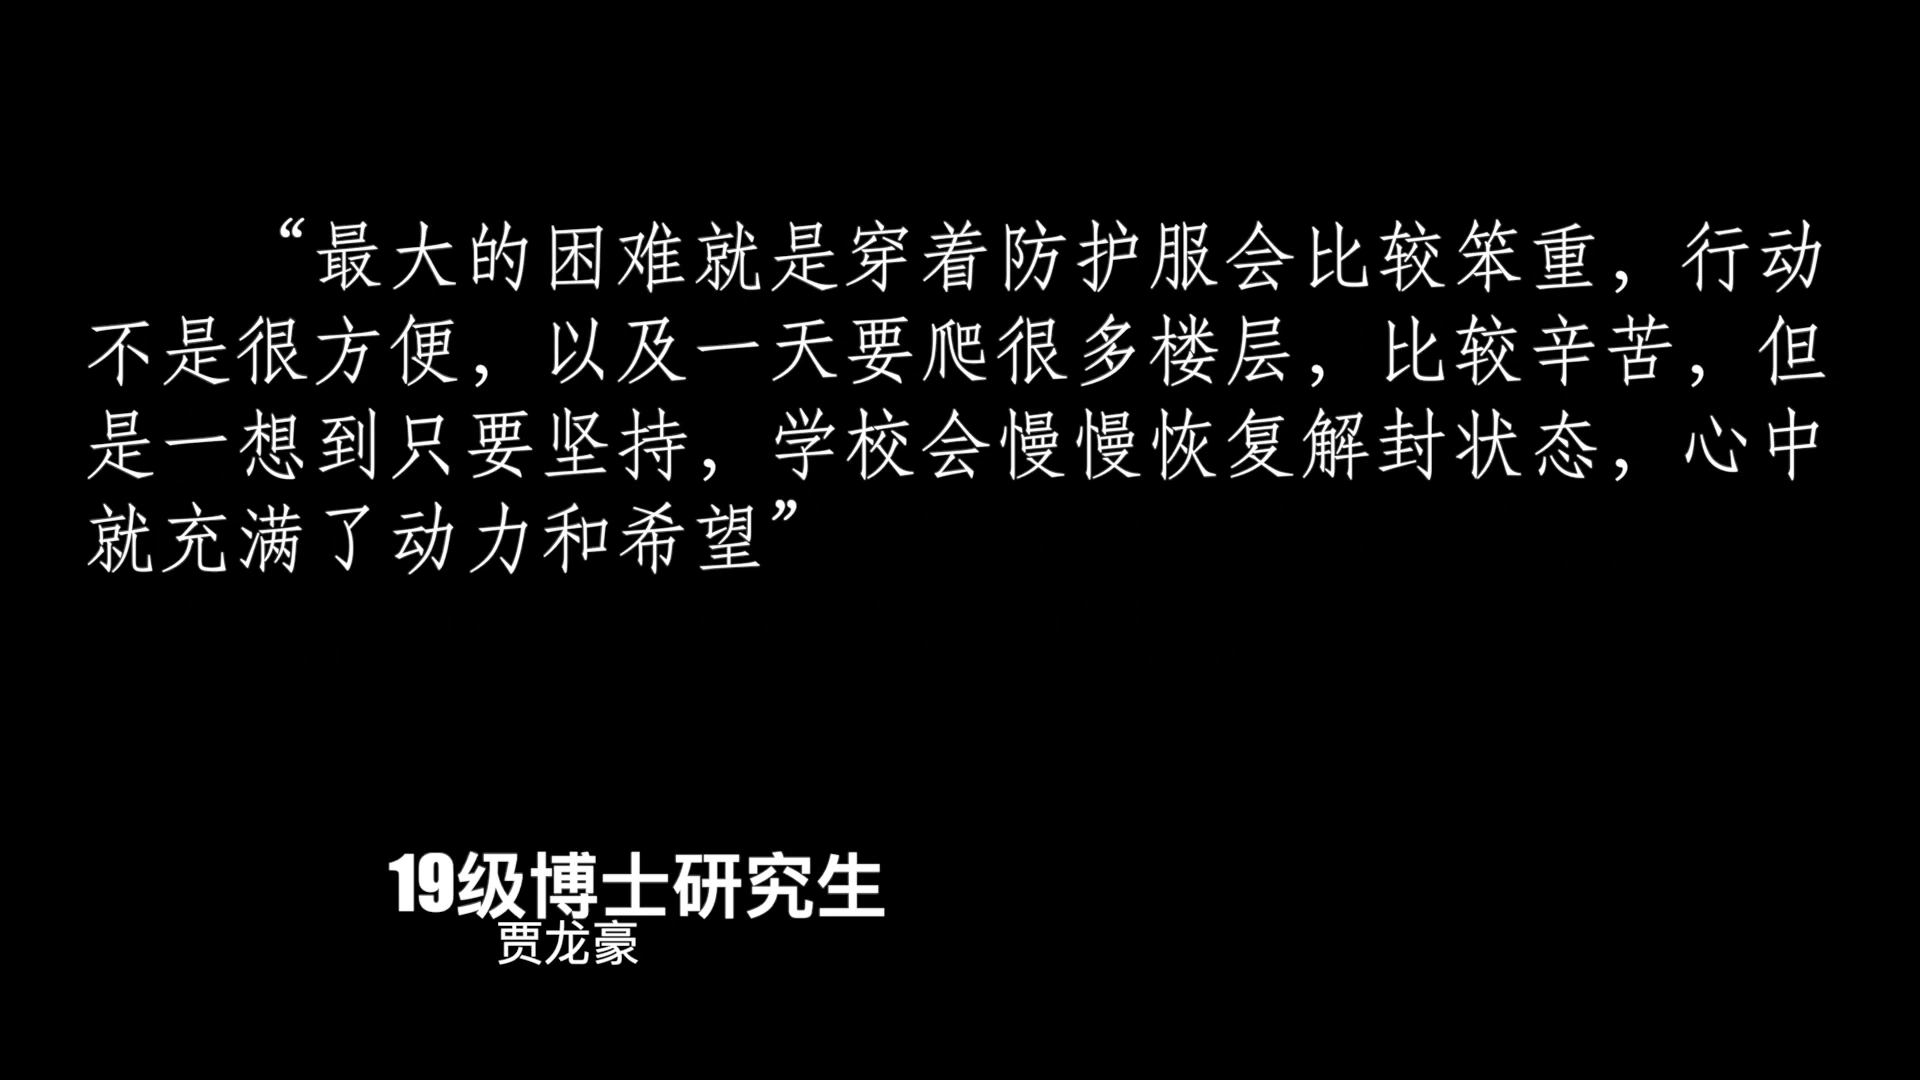 “最大的困难就是穿着防护服会比较笨重，行动
不是很方便，以及一天要爬很多楼层，比较辛苦，但
是一想到只要坚持，学校会慢慢恢复解封状态，心中
就充满了动力和希望”
19级博士研究生
贾龙豪